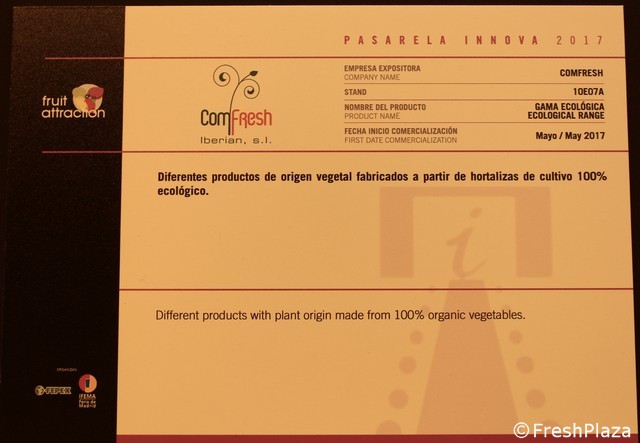 PASARELA INNOVA 2017
fruit
attraction
ComFresh
Iberian, s.l.
EMPRESA EXPOSITORA
COMPANY NAME
COMFRESH
STAND
10E07A
NOMBRE DEL PRODUCTO
PRODUCT NAME
GAMA ECOLÓGICA
ECOLOGICAL RANGE
FECHA INICIO COMERCIALIZACIÓN
FIRST DATE COMMERCIALIZATION
Mayo / May 2017
Diferentes productos de origen vegetal fabricados a partir de hortalizas de cultivo 100%
ecológico.
i
Different products with plant origin made from 100% organic vegetables.
FEPEX
IFEMA
Feria de
Madrid
©FreshPlaza